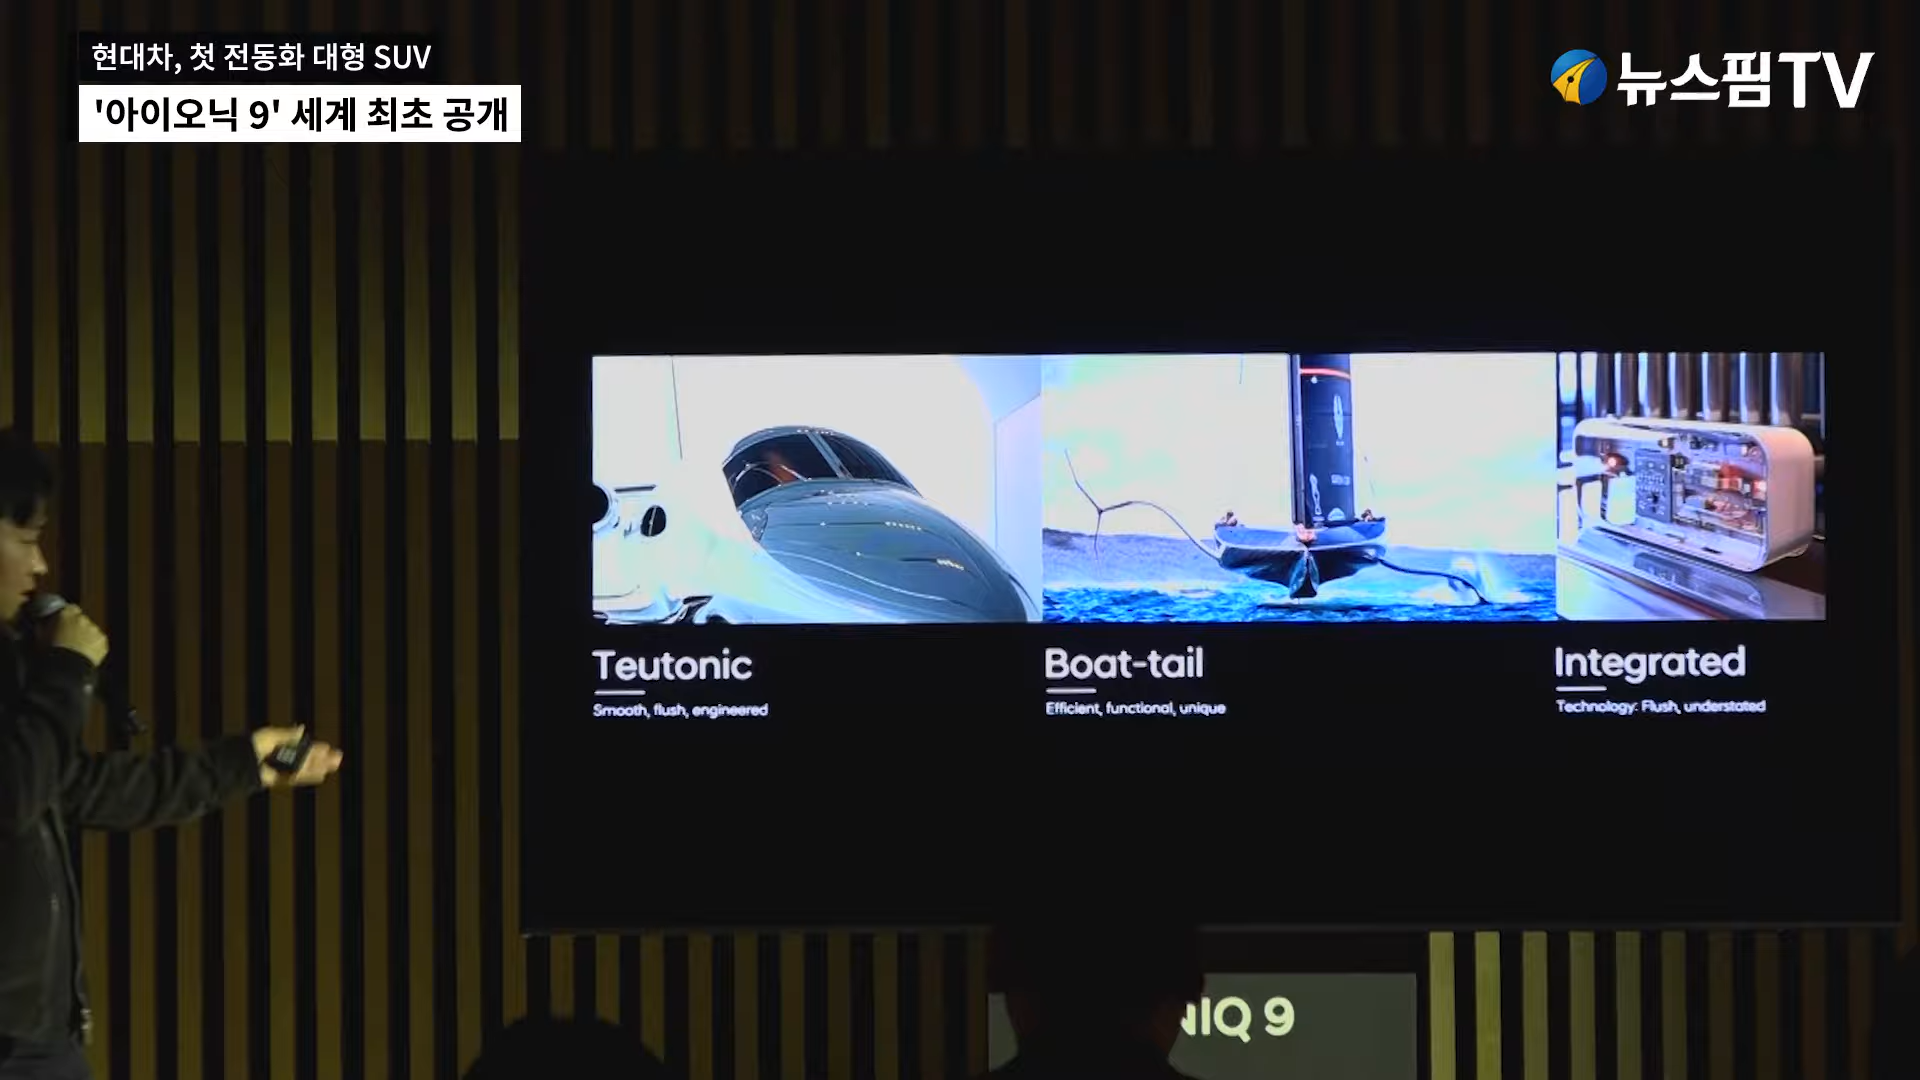 현대차, 첫 전동화 대형 SUV
'아이오닉 9' 세계 최초 공개
뉴스핌TV
Teutonic
Smooth, flush, engineered
Boat-tail
Efficient, functional, unique
Integrated
Technology: Flush, understated
NIQ 9